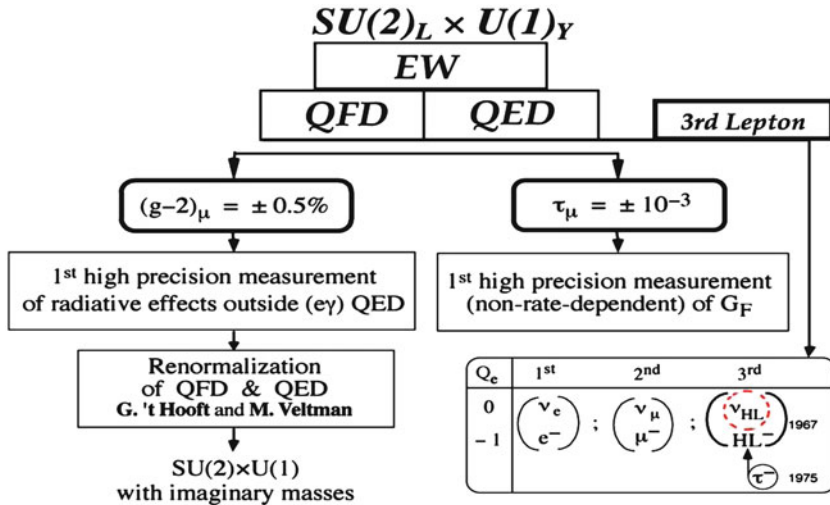 SU(2)L × U(1)Y
EW
QFD QED
3rd Lepton
(g–2)μ = ± 0.5%
τμ = ± 10⁻³
1st high precision measurement
of radiative effects outside (eγ) QED
1st high precision measurement
(non-rate-dependent) of GF
Renormalization
of QFD & QED
G. 't Hooft and M. Veltman
SU(2)×U(1)
with imaginary masses
Qe 1st 2nd 3rd
0 νe ; νμ ; νHL
– 1 e⁻ μ⁻ HL⁻ 1967
τ⁻ 1975